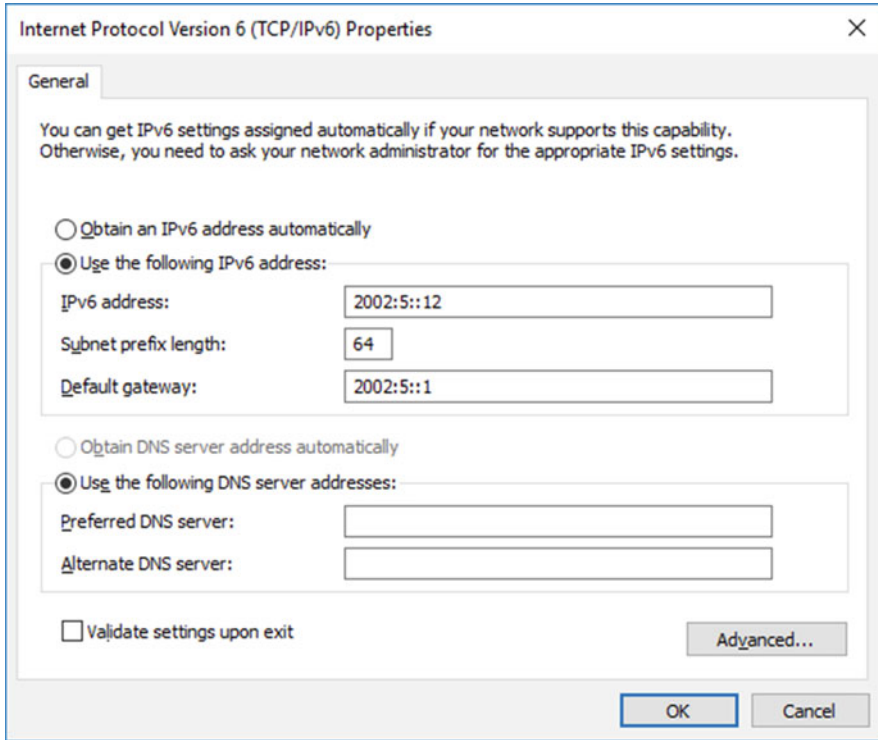 Internet Protocol Version 6 (TCP/IPv6) Properties
General
You can get IPv6 settings assigned automatically if your network supports this capability.
Otherwise, you need to ask your network administrator for the appropriate IPv6 settings.
Obtain an IPv6 address automatically
Use the following IPv6 address:
IPv6 address: 2002:5::12
Subnet prefix length: 64
Default gateway: 2002:5::1
Obtain DNS server address automatically
Use the following DNS server addresses:
Preferred DNS server:
Alternate DNS server:
Validate settings upon exit
Advanced...
OK Cancel